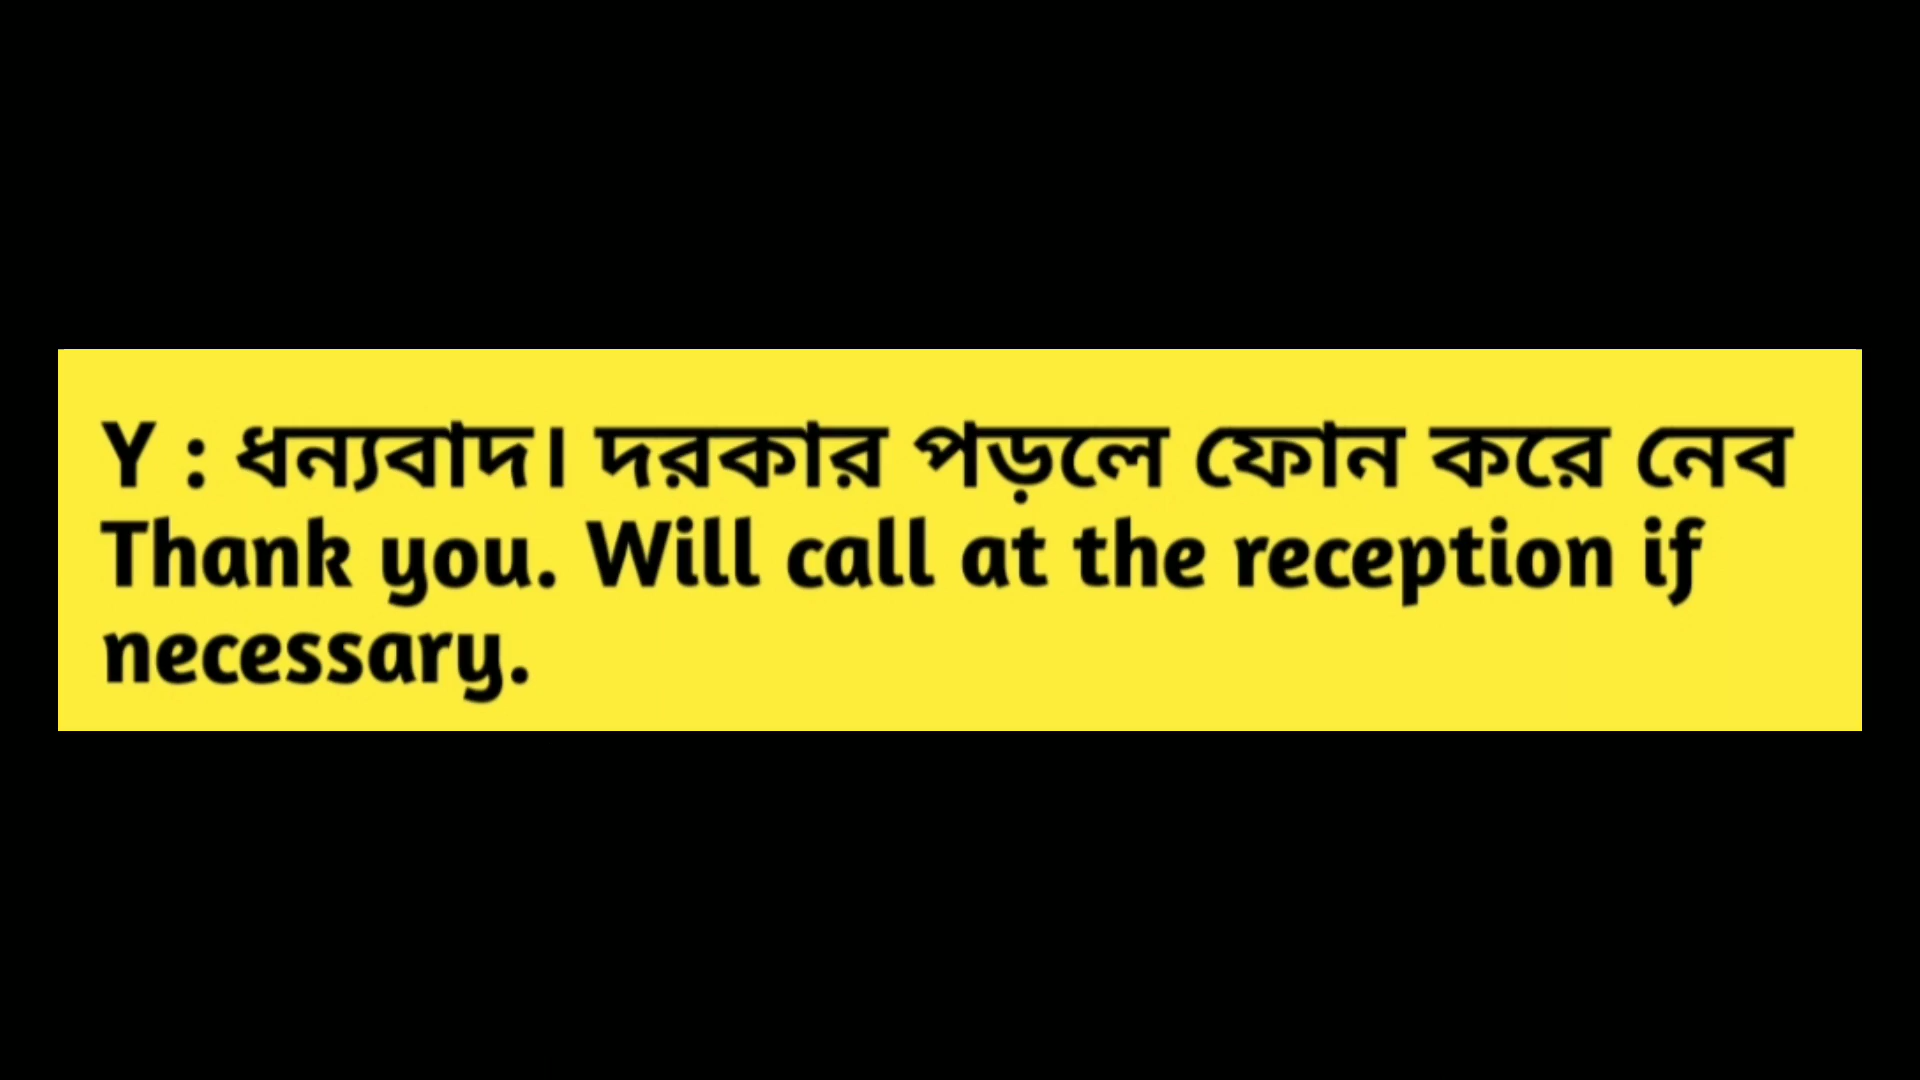 Y : ধন্যবাদ। দরকার পড়লে ফোন করে নেব
Thank you. Will call at the reception if
necessary.